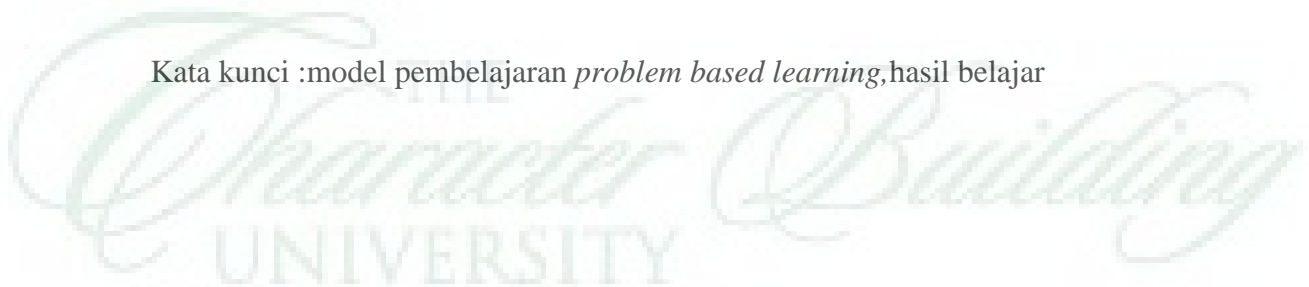 Kata kunci :model pembelajaran problem based learning,hasil belajar
THE
Character Building
UNIVERSITY